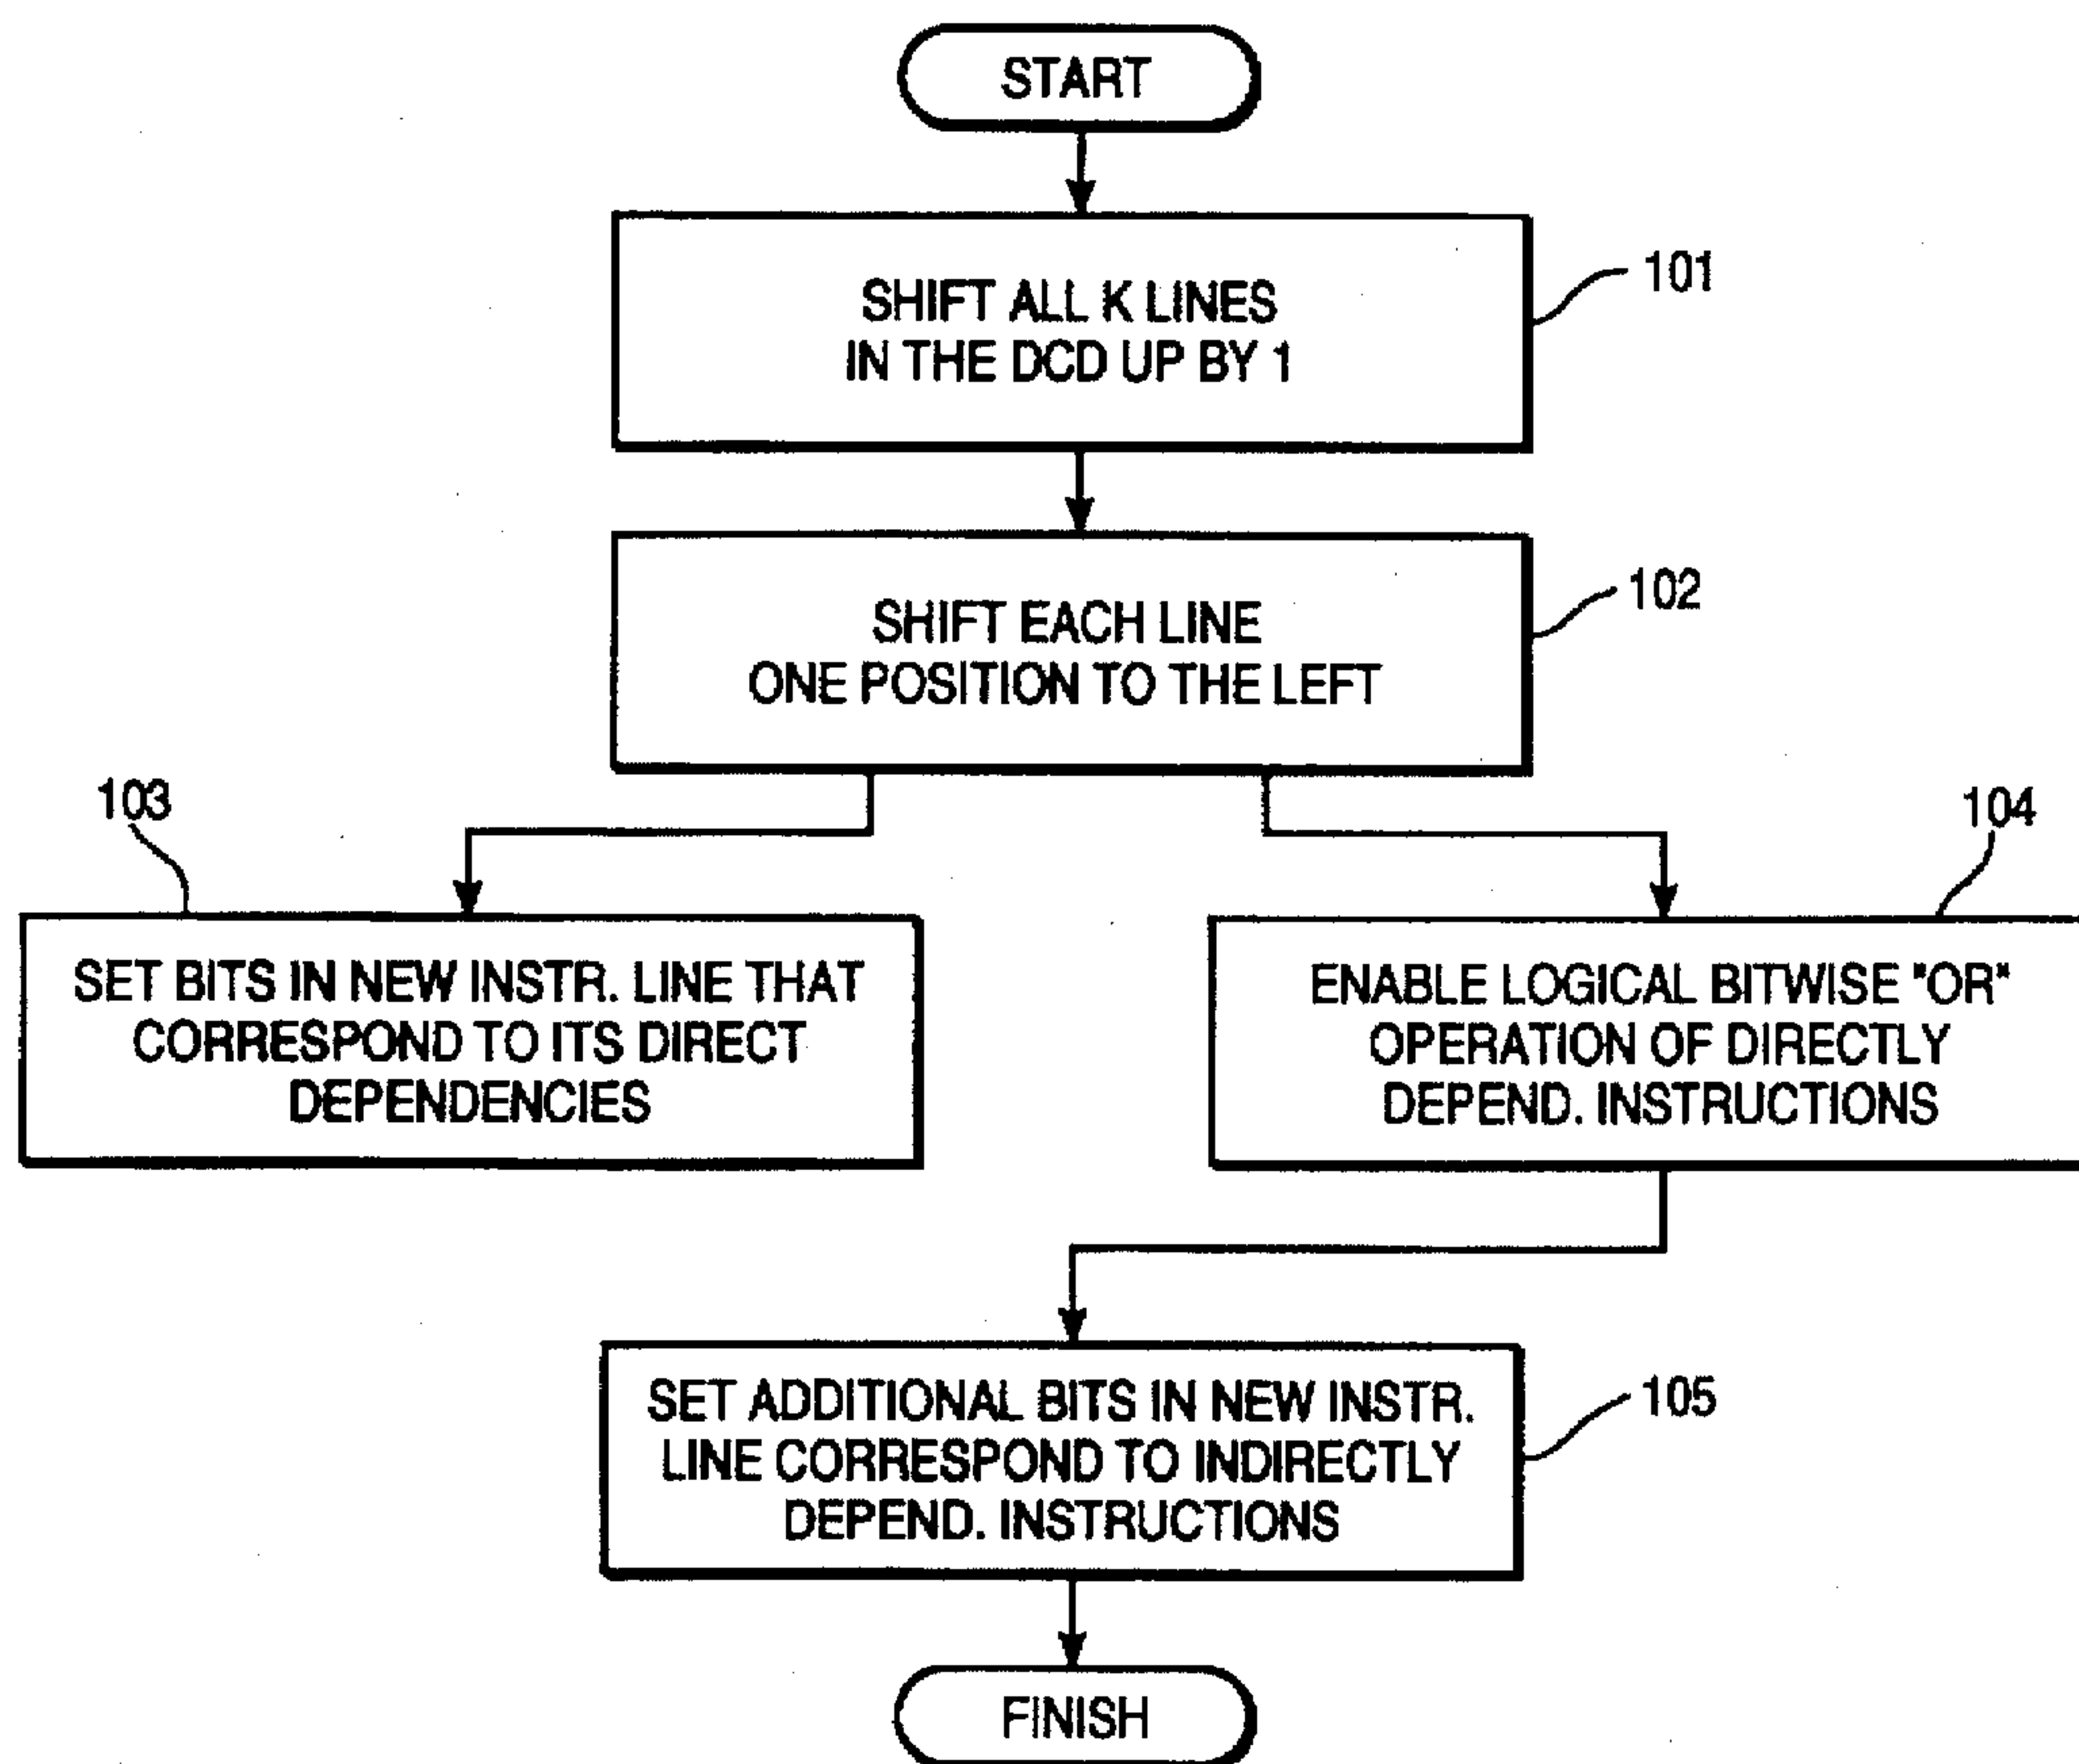 START
SHIFT ALL K LINES
IN THE DCD UP BY 1
101
SHIFT EACH LINE
ONE POSITION TO THE LEFT
102
103
SET BITS IN NEW INSTR. LINE THAT
CORRESPOND TO ITS DIRECT
DEPENDENCIES
104
ENABLE LOGICAL BITWISE "OR"
OPERATION OF DIRECTLY
DEPEND. INSTRUCTIONS
SET ADDITIONAL BITS IN NEW INSTR.
LINE CORRESPOND TO INDIRECTLY
DEPEND. INSTRUCTIONS
105
FINISH